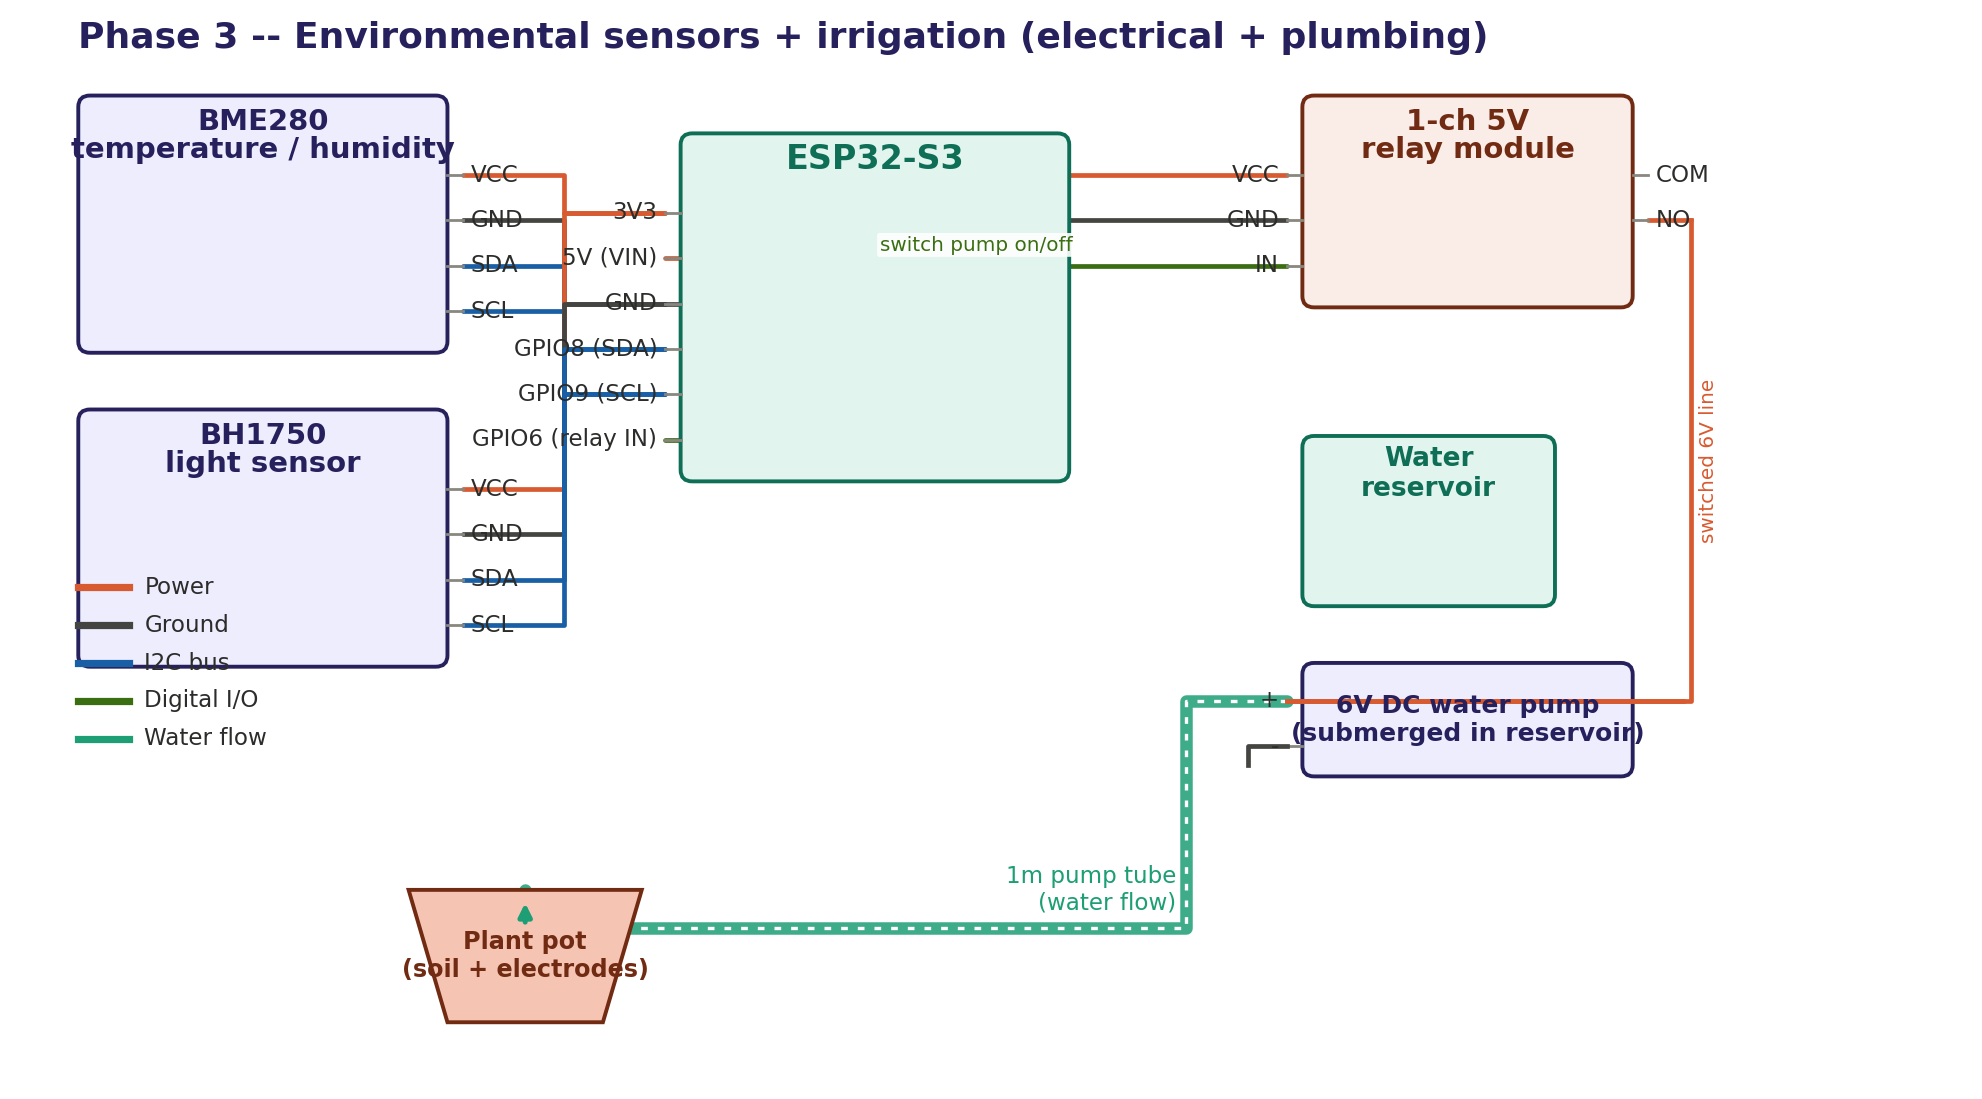 Phase 3 -- Environmental sensors + irrigation (electrical + plumbing)
BME280
temperature / humidity
VCC
GND
SDA
SCL
BH1750
light sensor
VCC
GND
SDA
SCL
Power
Ground
I2C bus
Digital I/O
Water flow
ESP32-S3
3V3
5V (VIN)
GND
GPIO8 (SDA)
GPIO9 (SCL)
GPIO6 (relay IN)
switch pump on/off
1-ch 5V
relay module
VCC
GND
IN
COM
NO
switched 6V line
Water
reservoir
6V DC water pump
(submerged in reservoir)
+
-
1m pump tube
(water flow)
Plant pot
(soil + electrodes)